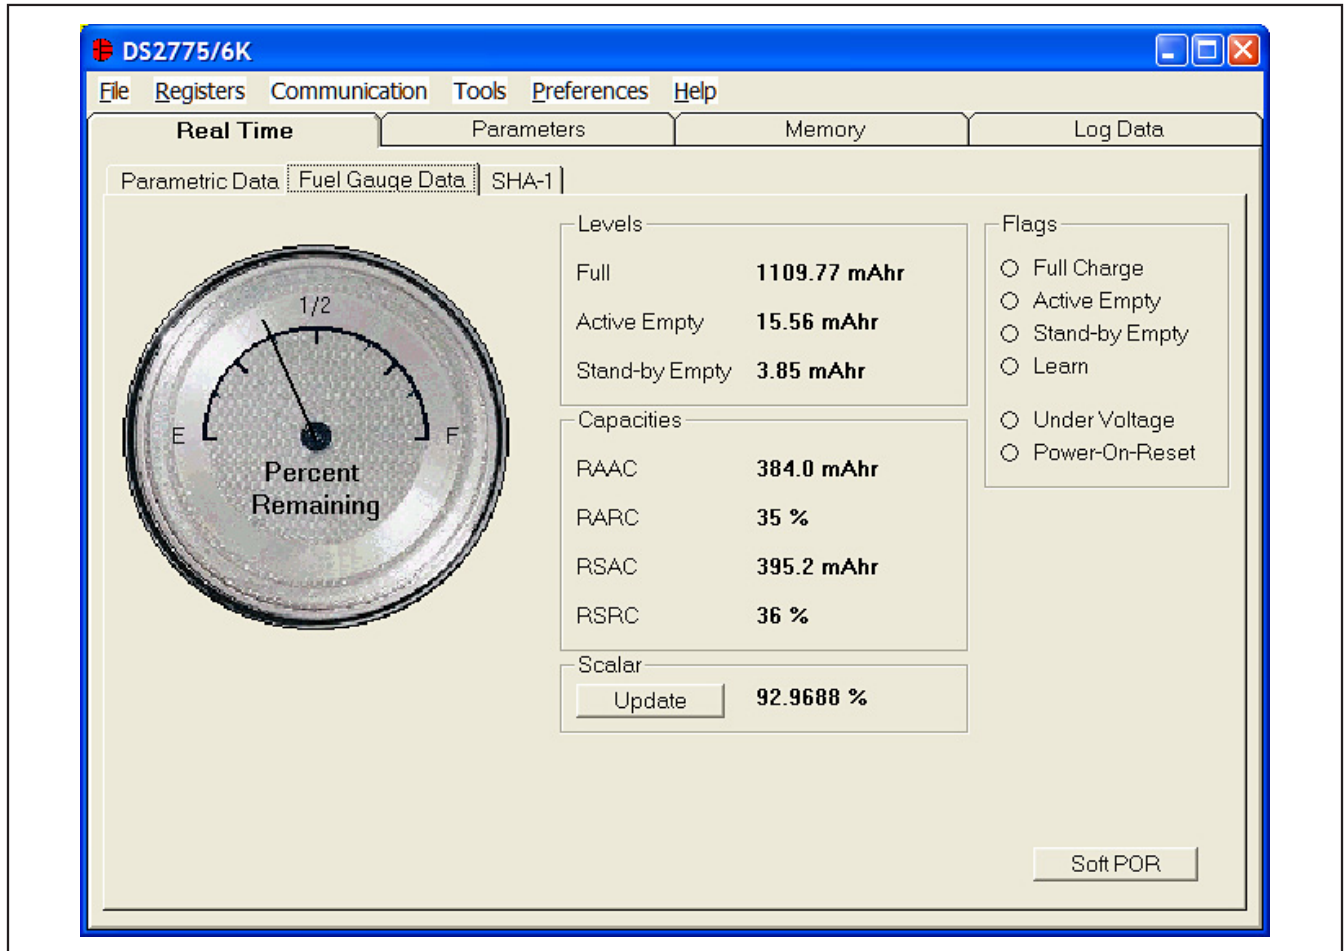 DS2775/6K
File Registers Communication Tools Preferences Help
Real Time Parameters Memory Log Data
Parametric Data Fuel Gauge Data SHA-1
1/2
E F
Percent
Remaining
Levels
Full 1109.77 mAhr
Active Empty 15.56 mAhr
Stand-by Empty 3.85 mAhr
Capacities
RAAC 384.0 mAhr
RARC 35 %
RSAC 395.2 mAhr
RSRC 36 %
Scalar
Update 92.9688 %
Flags
Full Charge
Active Empty
Stand-by Empty
Learn
Under Voltage
Power-On-Reset
Soft POR